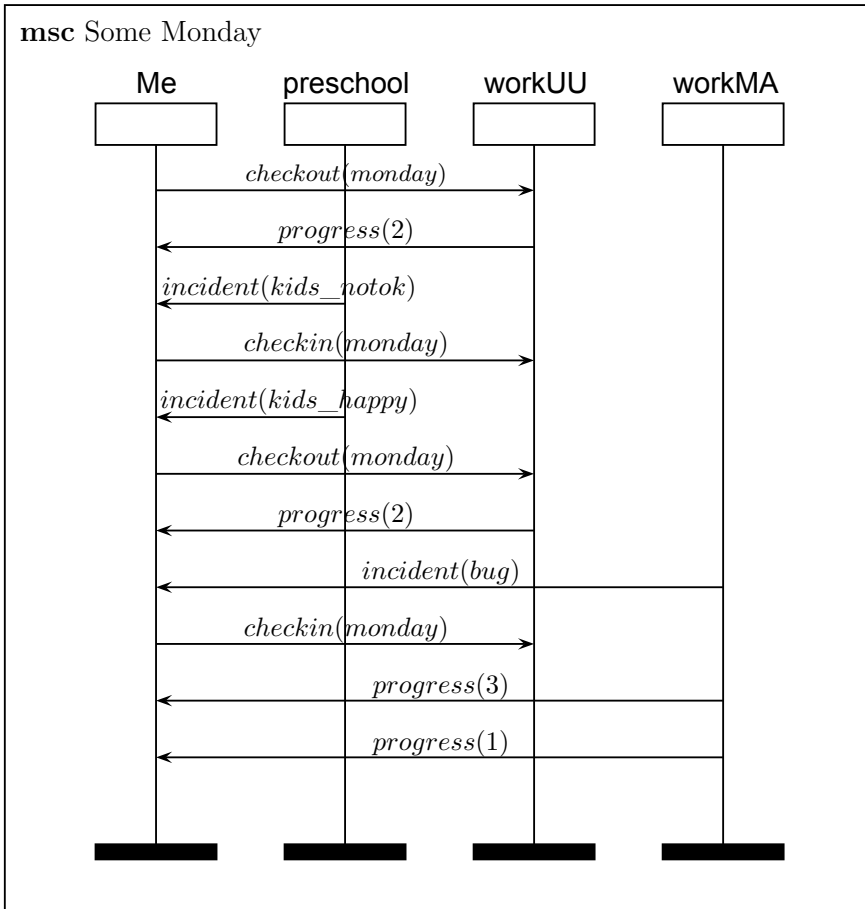 msc Some Monday
Me preschool workUU workMA
checkout(monday)
progress(2)
incident(kids_notok)
checkin(monday)
incident(kids_happy)
checkout(monday)
progress(2)
incident(bug)
checkin(monday)
progress(3)
progress(1)